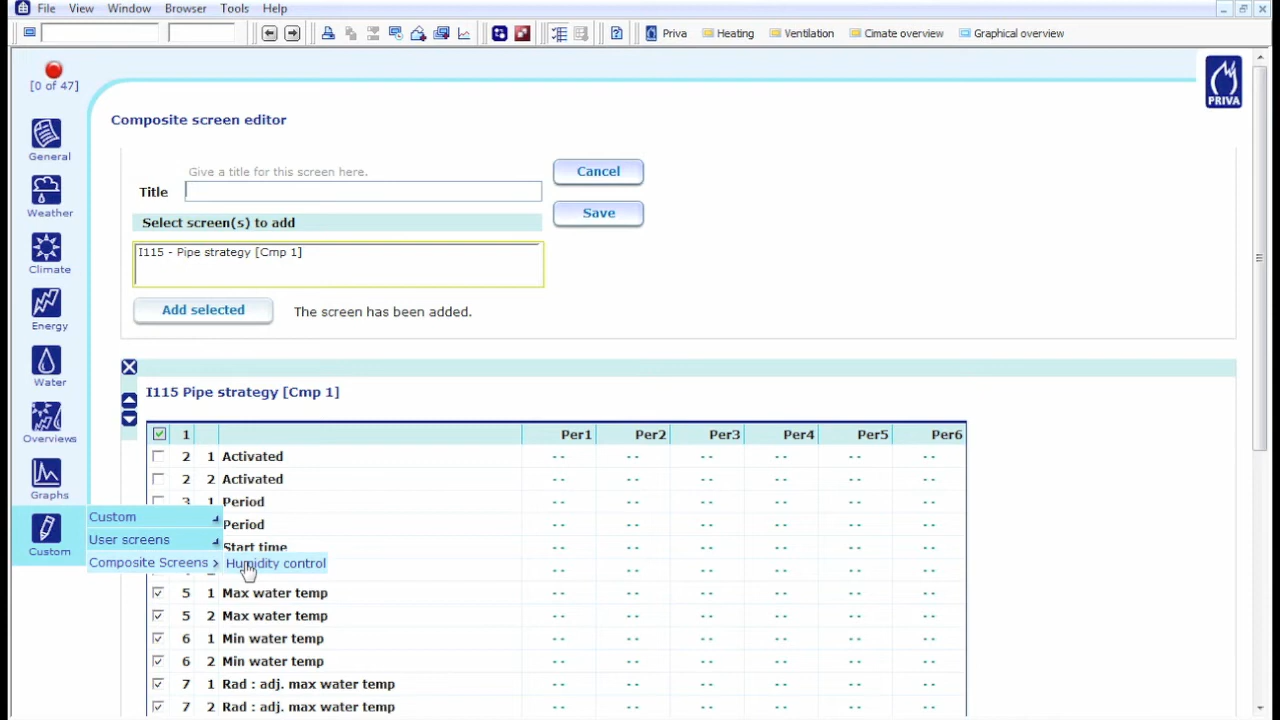 File View Window Browser Tools Help
Priva Heating Ventilation Cimate overview Graphical overview
[0 of 47]
PRIVA
General
Weather
Climate
Energy
Water
Overviews
Graphs
Custom
Composite screen editor
Give a title for this screen here.
Title
Cancel
Save
Select screen(s) to add
I115 - Pipe strategy [Cmp 1]
Add selected The screen has been added.
I115 Pipe strategy [Cmp 1]
1 Per1 Per2 Per3 Per4 Per5 Per6
2 1 Activated -- -- -- -- -- --
2 2 Activated -- -- -- -- -- --
3 1 Period -- -- -- -- -- --
Custom
Period -- -- -- -- -- --
User screens
Start time -- -- -- -- -- --
Composite Screens > Humidity control
-- -- -- -- -- --
5 1 Max water temp -- -- -- -- -- --
5 2 Max water temp -- -- -- -- -- --
6 1 Min water temp -- -- -- -- -- --
6 2 Min water temp -- -- -- -- -- --
7 1 Rad : adj. max water temp -- -- -- -- -- --
7 2 Rad : adj. max water temp -- -- -- -- -- --